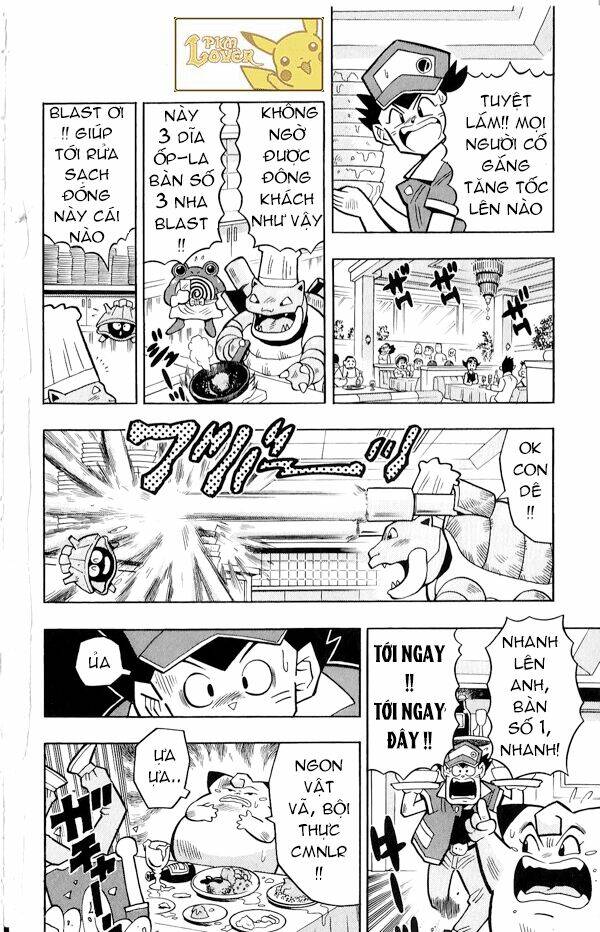 PKM
LOVER
TUYỆT
LẮM!! MỌI
NGƯỜI CỐ
GẮNG
TĂNG TỐC
LÊN NÀO
KHÔNG
NGỜ
ĐƯỢC
ĐÔNG
KHÁCH
NHƯ VẬY
NÀY
3 DĨA
ỐP-LA
BÀN SỐ
3 NHA
BLAST
!!
BLAST ƠI
!! GIÚP
TỚI RỬA
SẠCH
ĐỐNG
NÀY CÁI
NÀO
OK
CON
DÊ
!!
NHANH
LÊN
ANH,
BÀN
SỐ 1,
NHANH!
TỚI NGAY
!!
TỚI NGAY
ĐÂY !!
ỦA
NGON
VẬT
VÃ, BỘI
THỰC
CMNLR
!!
ỰA
ỰA..